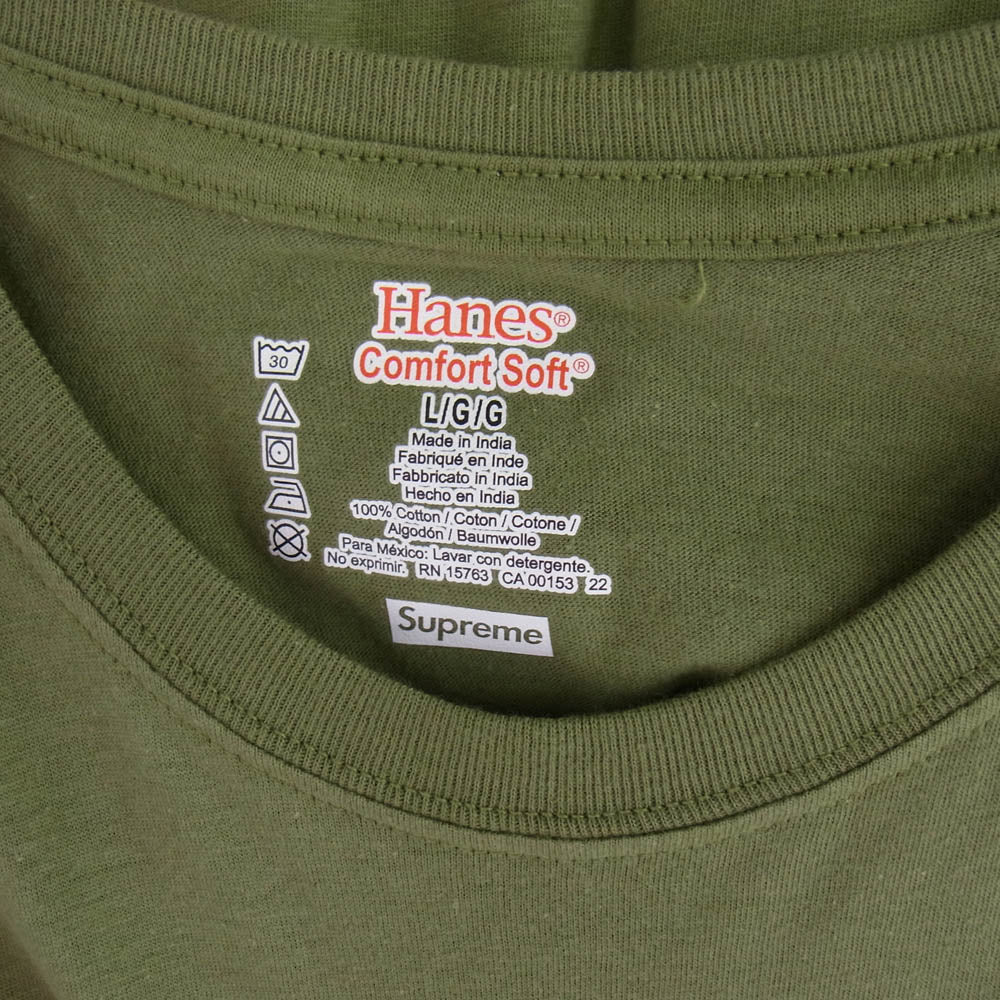 Hanes®
Comfort Soft®
30
L/G/G
Made in India
Fabriqué en Inde
Fabbricato in India
Hecho en India
100% Cotton / Coton / Cotone /
Algodón / Baumwolle
Para México: Lavar con detergente.
No exprimir. RN 15763 CA 00153 22
Supreme